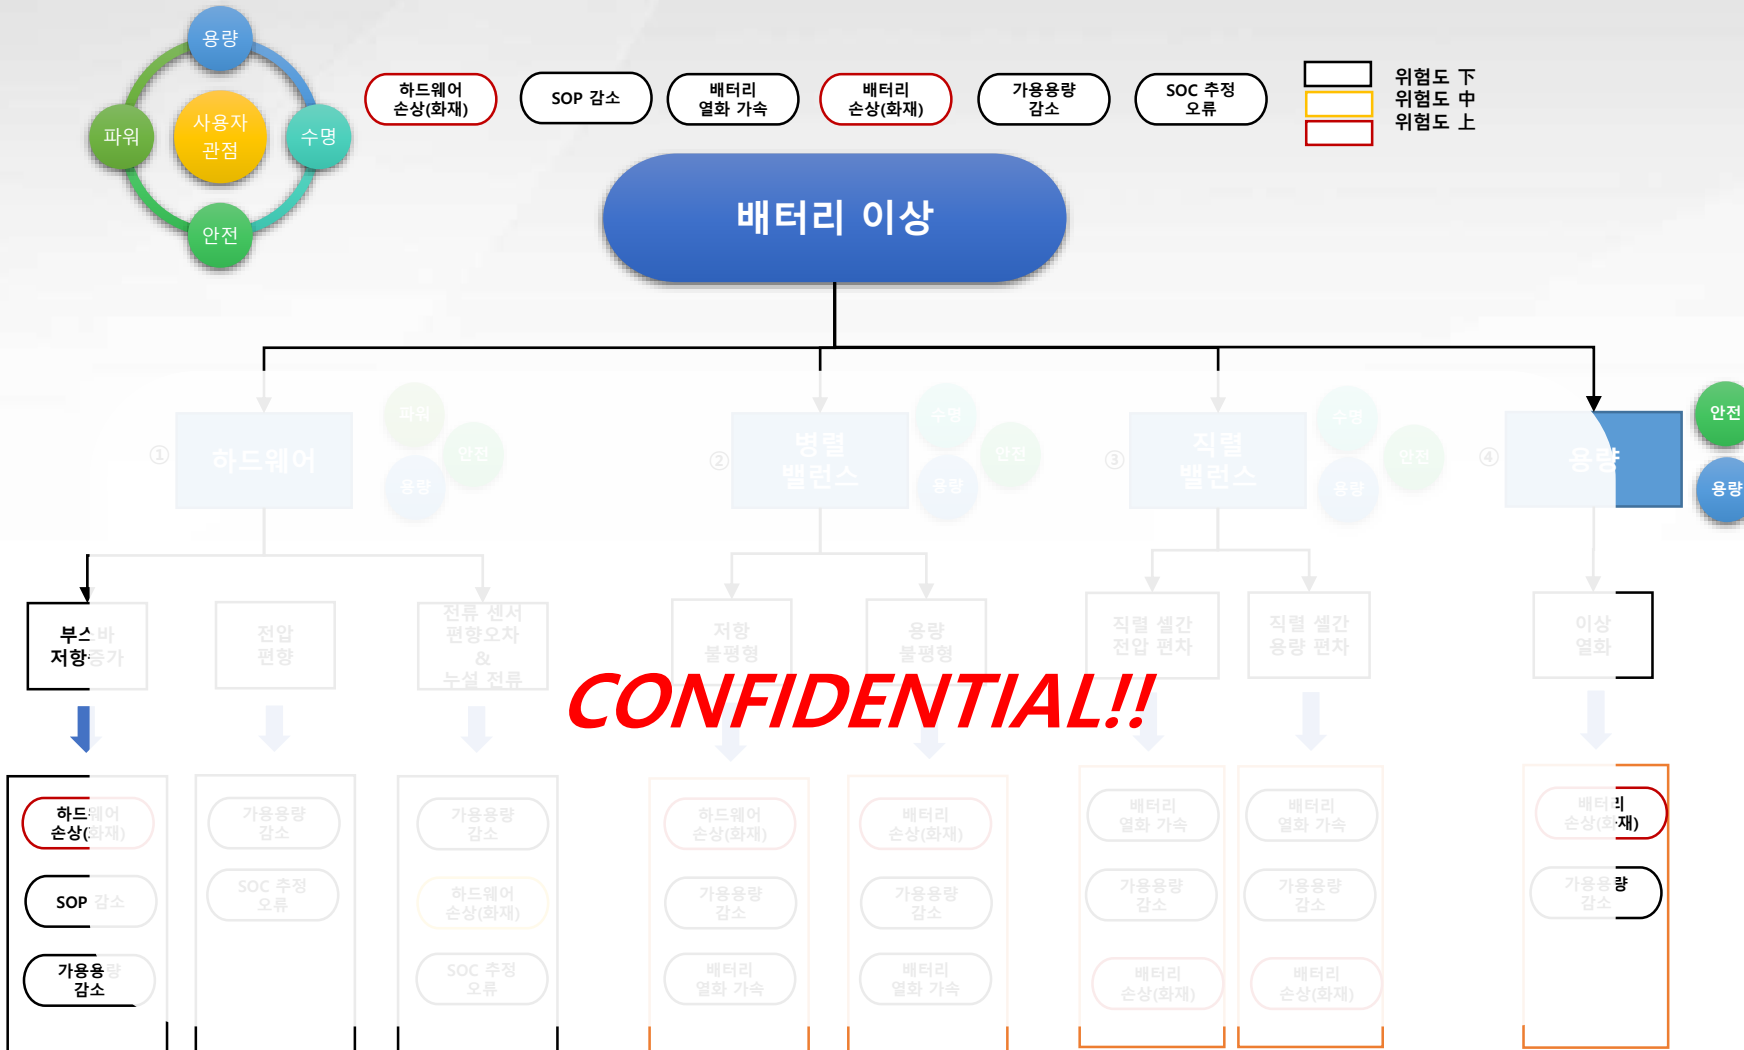 용량
파워
사용자
관점
수명
안전
하드웨어
손상(화재)
SOP 감소
배터리
열화 가속
배터리
손상(화재)
가용용량
감소
SOC 추정
오류
위험도 下
위험도 中
위험도 上
배터리 이상
①
하드웨어
파워
안전
용량
②
병렬
밸런스
수명
안전
용량
③
직렬
밸런스
수명
안전
용량
④
용량
안전
용량
부스바
저항증가
전압
편향
전류 센서
편향오차
&
누설 전류
저항
불평형
용량
불평형
직렬 셀간
전압 편차
직렬 셀간
용량 편차
이상
열화
CONFIDENTIAL!!
하드웨어
손상(화재)
SOP 감소
가용용량
감소
가용용량
감소
SOC 추정
오류
가용용량
감소
하드웨어
손상(화재)
SOC 추정
오류
하드웨어
손상(화재)
가용용량
감소
배터리
열화 가속
배터리
손상(화재)
가용용량
감소
배터리
열화 가속
배터리
열화 가속
가용용량
감소
배터리
손상(화재)
배터리
열화 가속
가용용량
감소
배터리
손상(화재)
배터리
손상(화재)
가용용량
감소